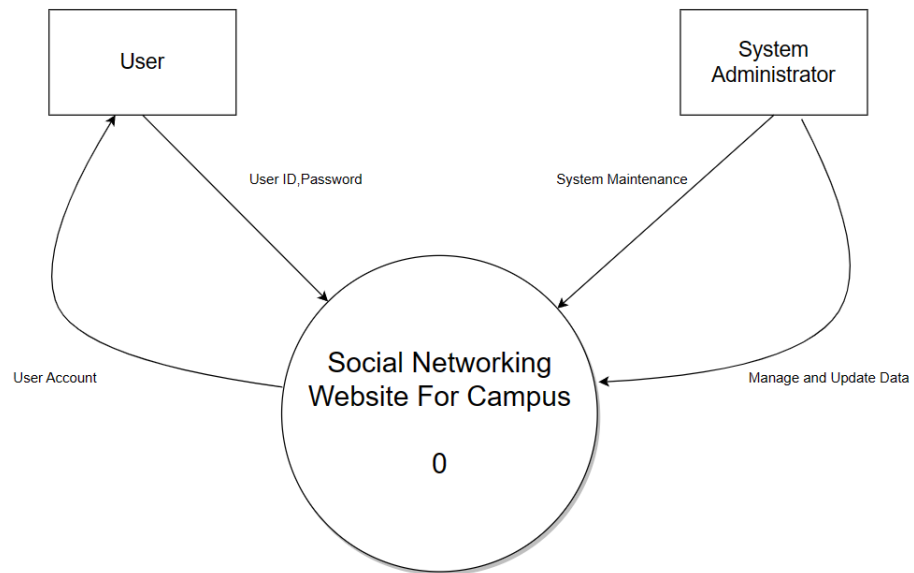 User
System
Administrator
User ID,Password
System Maintenance
Social Networking
Website For Campus
0
User Account
Manage and Update Data